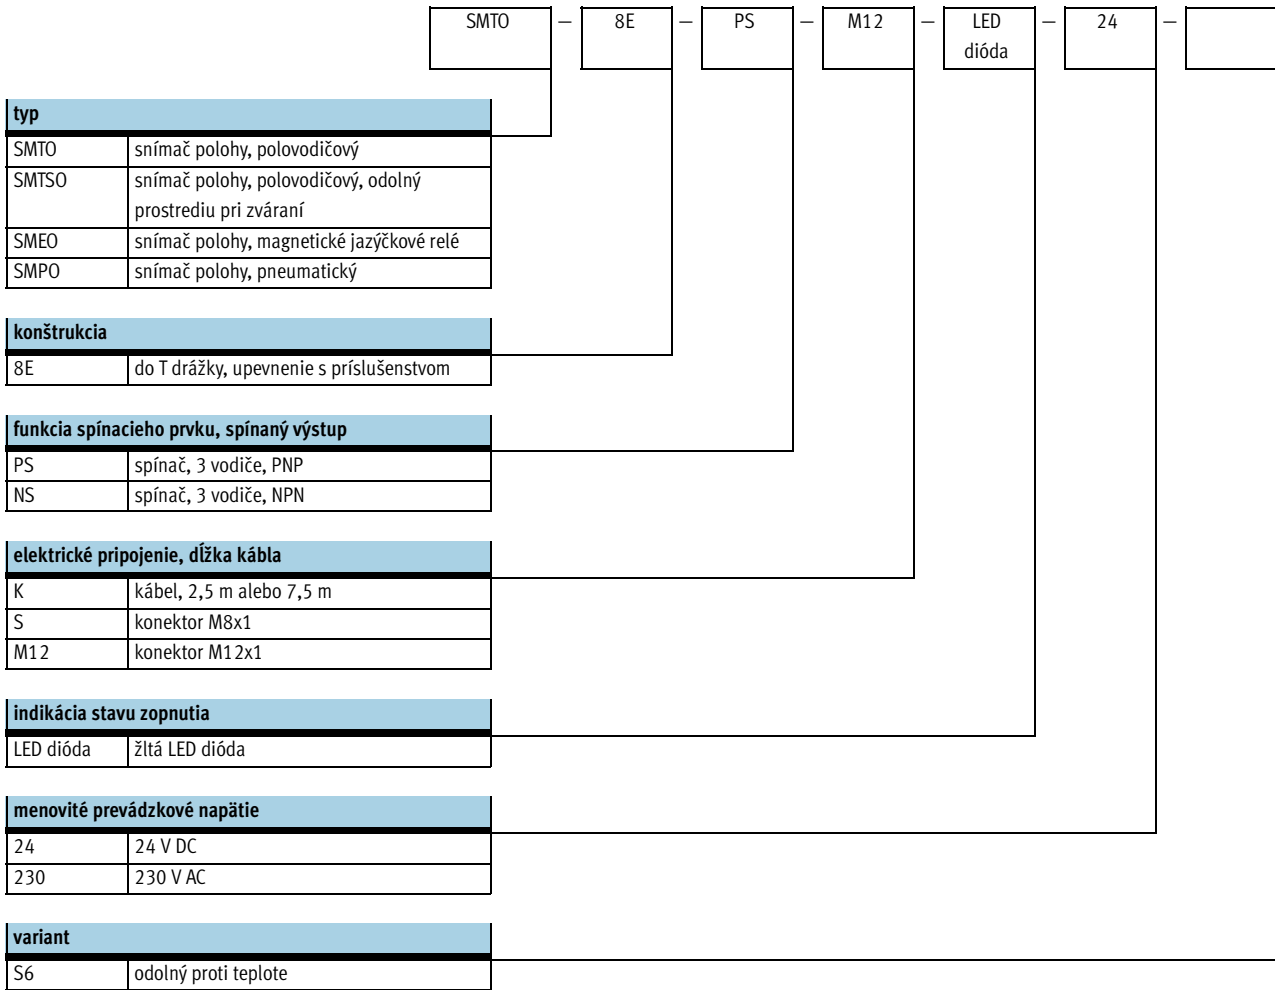 SMTO – 8E – PS – M12 – LED – 24 –
dióda
typ
SMTO snímač polohy, polovodičový
SMTSO snímač polohy, polovodičový, odolný
prostrediu pri zváraní
SMEO snímač polohy, magnetické jazýčkové relé
SMPO snímač polohy, pneumatický
konštrukcia
8E do T drážky, upevnenie s príslušenstvom
funkcia spínacieho prvku, spínaný výstup
PS spínač, 3 vodiče, PNP
NS spínač, 3 vodiče, NPN
elektrické pripojenie, dĺžka kábla
K kábel, 2,5 m alebo 7,5 m
S konektor M8x1
M12 konektor M12x1
indikácia stavu zopnutia
LED dióda žltá LED dióda
menovité prevádzkové napätie
24 24 V DC
230 230 V AC
variant
S6 odolný proti teplote